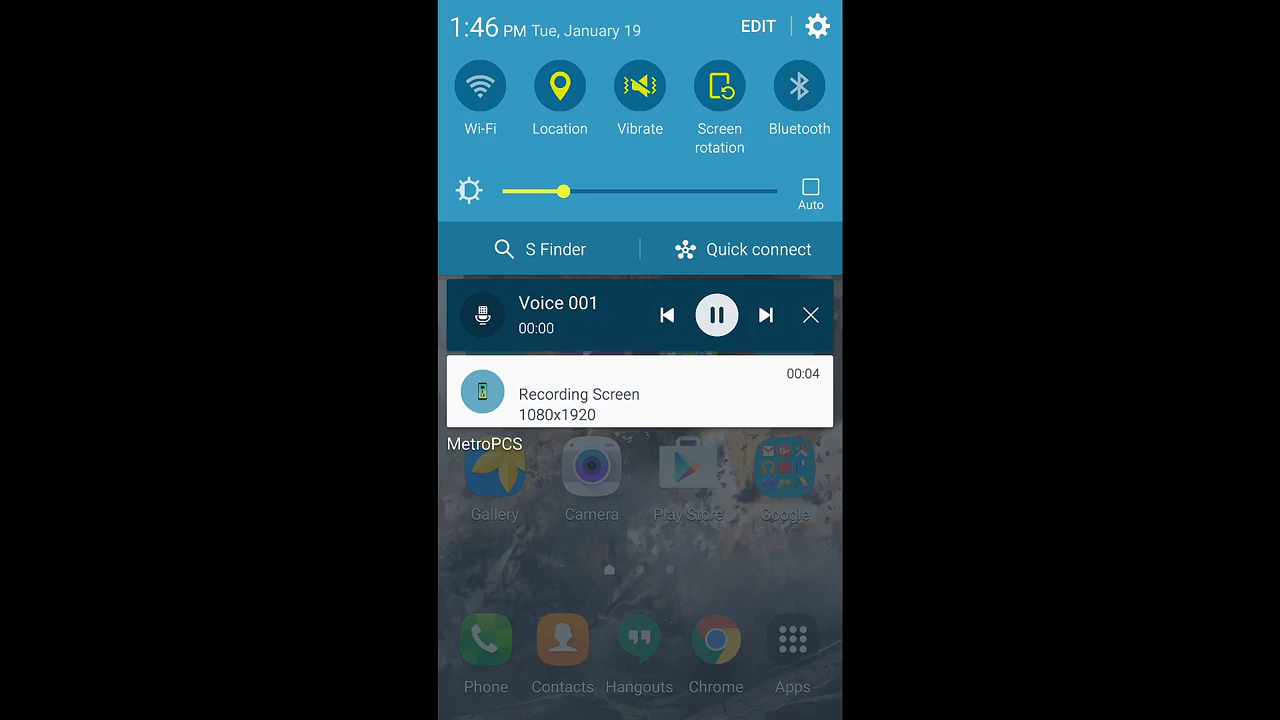 1:46 PM Tue, January 19 EDIT
Wi-Fi Location Vibrate Screen rotation Bluetooth
Auto
S Finder Quick connect
Voice 001
00:00
00:04
Recording Screen
1080x1920
MetroPCS
Gallery Camera Play Store Google
Phone Contacts Hangouts Chrome Apps